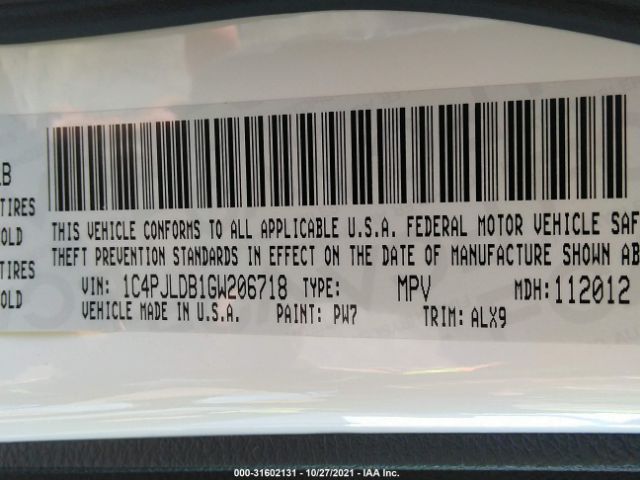 LB
TIRES
OLD
TIRES
OLD
THIS VEHICLE CONFORMS TO ALL APPLICABLE U.S.A. FEDERAL MOTOR VEHICLE SAF
THEFT PREVENTION STANDARDS IN EFFECT ON THE DATE OF MANUFACTURE SHOWN AB
VIN: 1C4PJLDB1GW206718 TYPE: MPV MDH: 112012
VEHICLE MADE IN U.S.A. PAINT: PW7 TRIM: ALX9
000-31602131 - 10/27/2021 - IAA Inc.